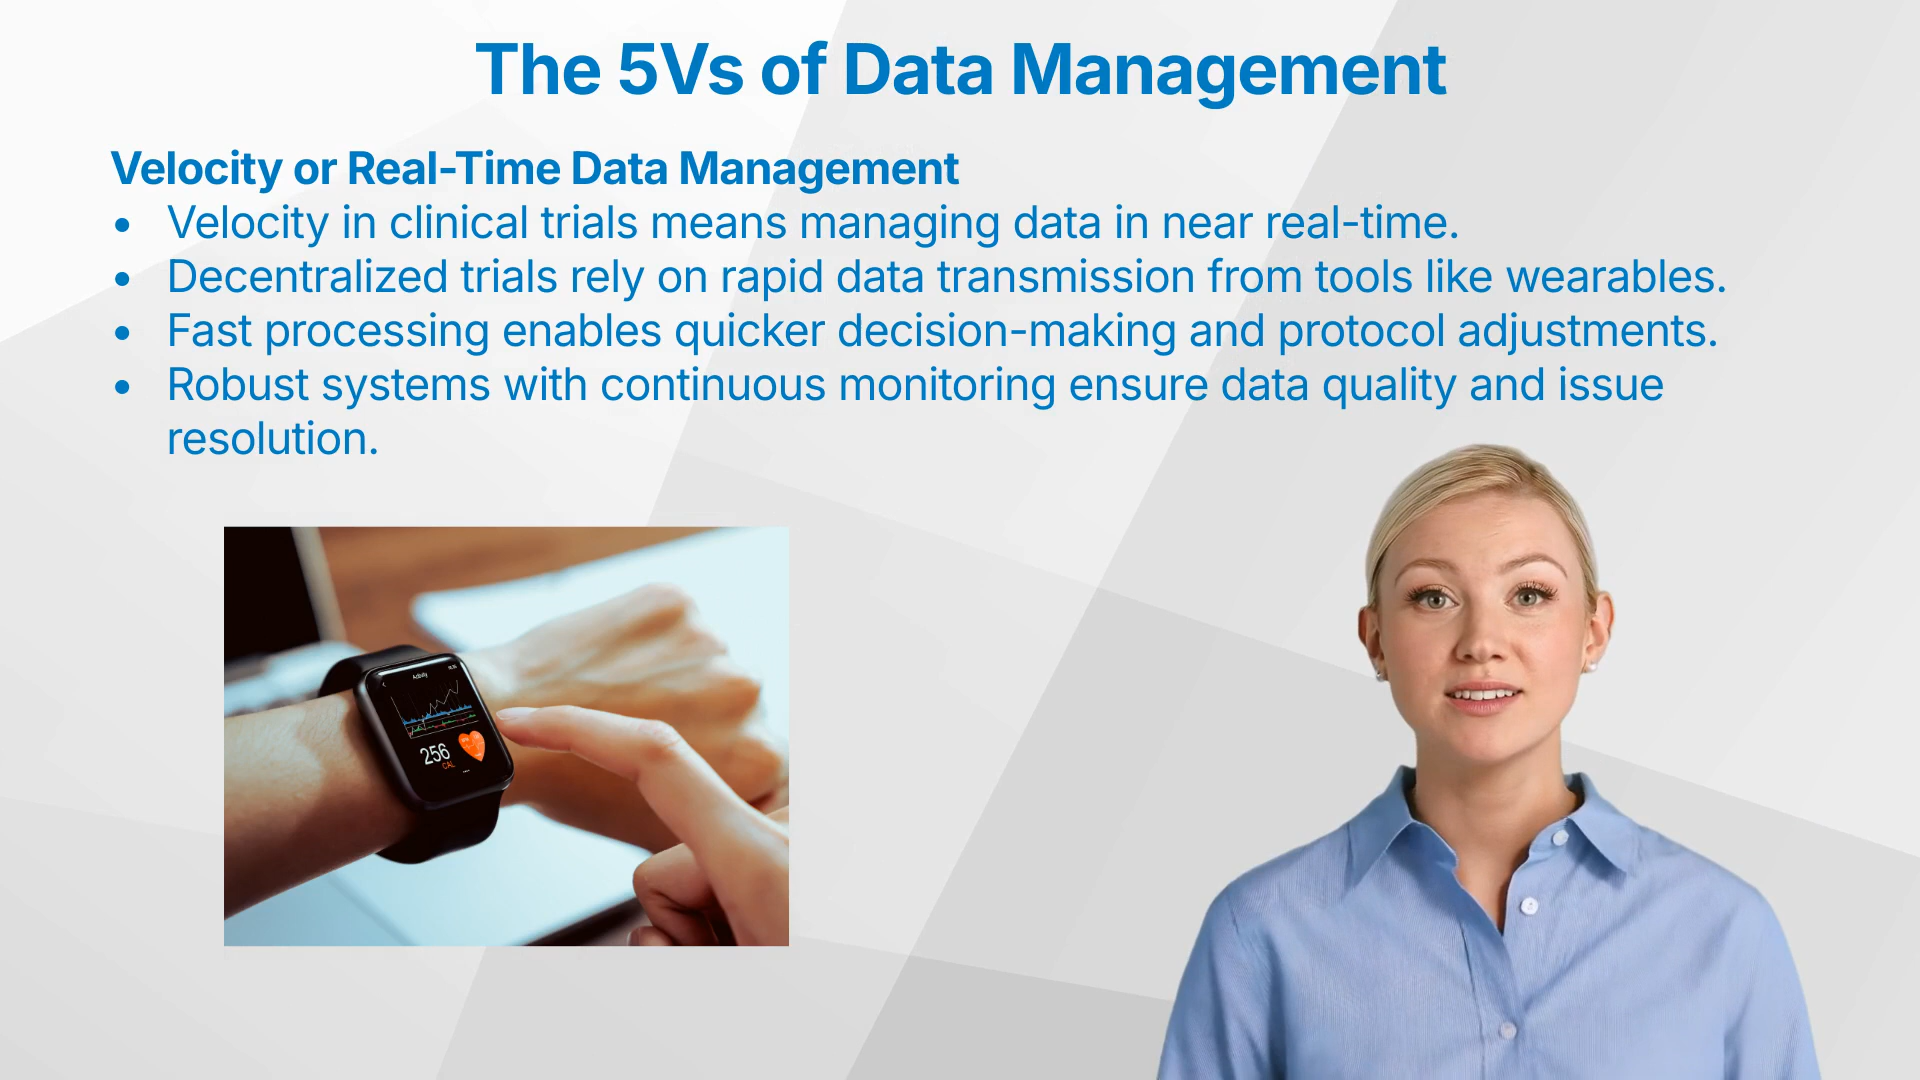 The 5Vs of Data Management
Velocity or Real-Time Data Management
• Velocity in clinical trials means managing data in near real-time.
• Decentralized trials rely on rapid data transmission from tools like wearables.
• Fast processing enables quicker decision-making and protocol adjustments.
• Robust systems with continuous monitoring ensure data quality and issue
resolution.
Activity
256
CAL